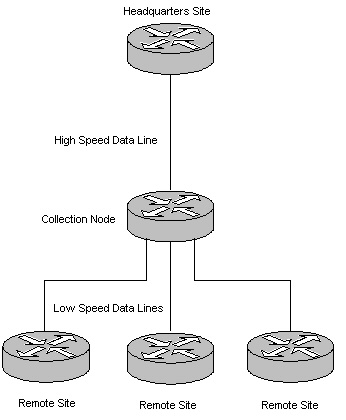 Headquarters Site
High Speed Data Line
Collection Node
Low Speed Data Lines
Remote Site
Remote Site
Remote Site